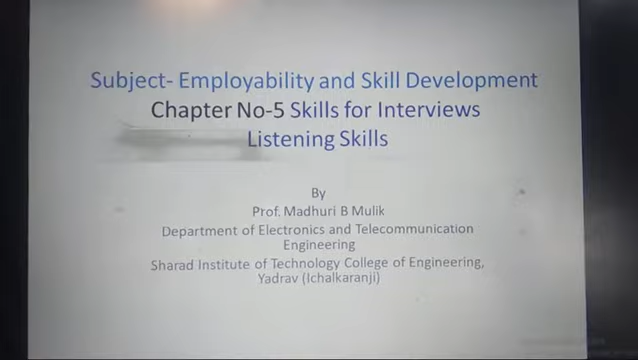 Subject- Employability and Skill Development
Chapter No-5 Skills for Interviews
Listening Skills
By
Prof. Madhuri B Mulik
Department of Electronics and Telecommunication
Engineering
Sharad Institute of Technology College of Engineering,
Yadrav (Ichalkaranji)